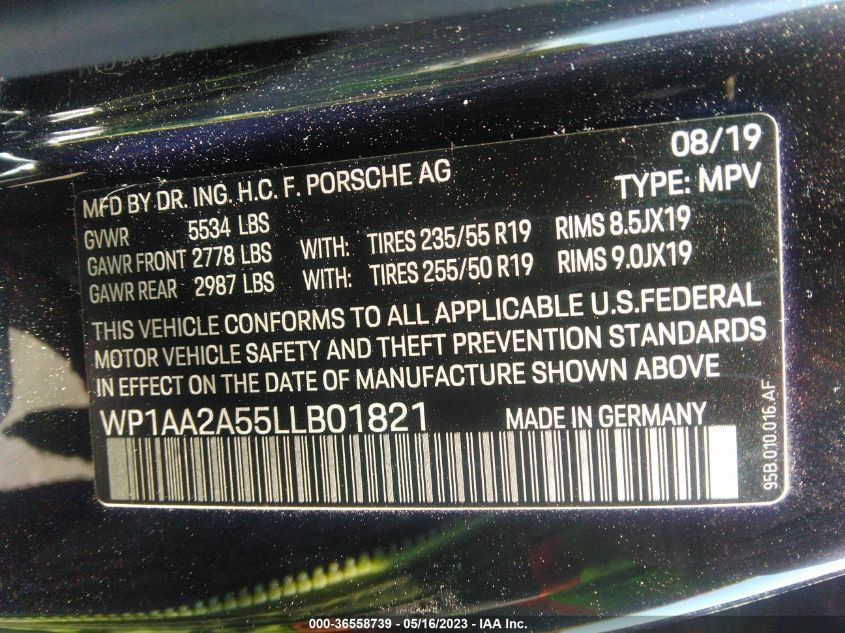 08/19
MFD BY DR. ING. H.C. F. PORSCHE AG TYPE: MPV
GVWR 5534 LBS
GAWR FRONT 2778 LBS WITH: TIRES 235/55 R19 RIMS 8.5JX19
GAWR REAR 2987 LBS WITH: TIRES 255/50 R19 RIMS 9.0JX19
THIS VEHICLE CONFORMS TO ALL APPLICABLE U.S.FEDERAL
MOTOR VEHICLE SAFETY AND THEFT PREVENTION STANDARDS
IN EFFECT ON THE DATE OF MANUFACTURE SHOWN ABOVE
WP1AA2A55LLB01821 MADE IN GERMANY
95B.010.016.AF
000-36558739 - 05/16/2023 - IAA Inc.